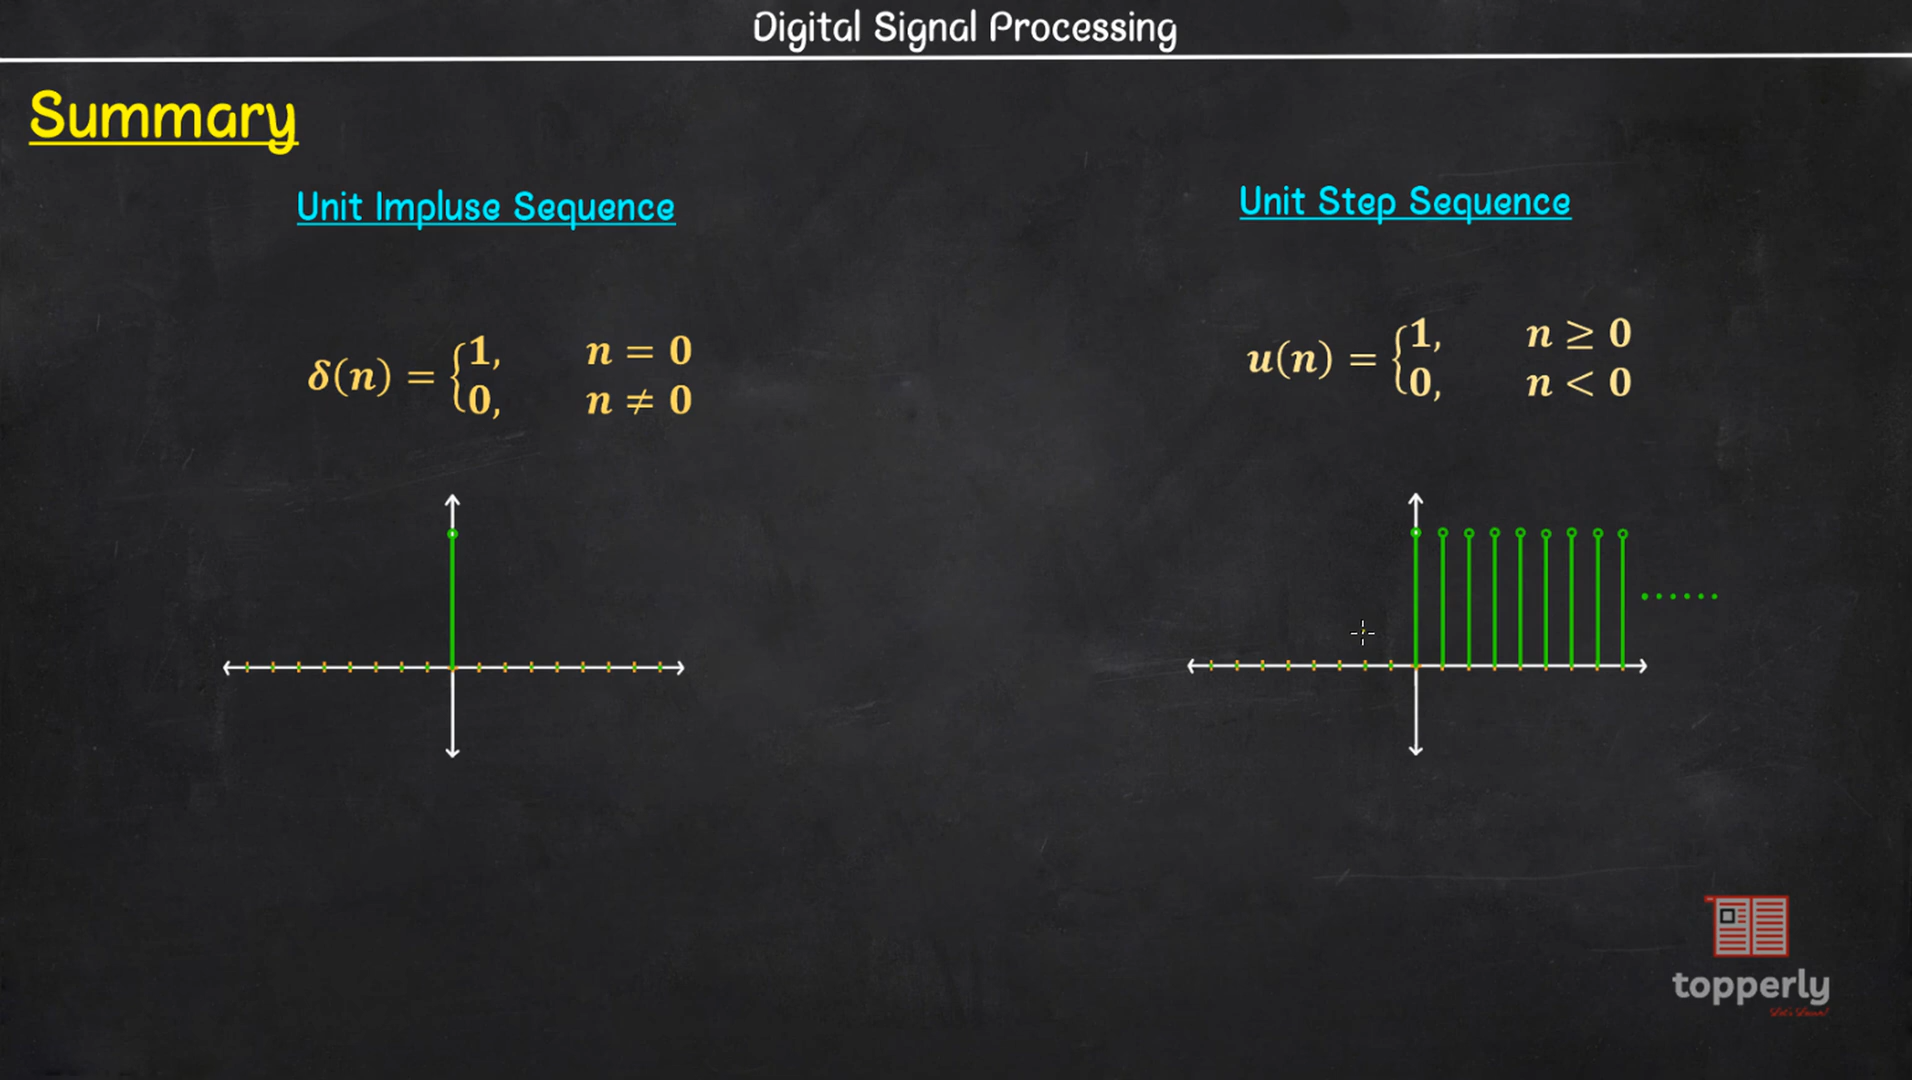 Digital Signal Processing
Summary
Unit Impluse Sequence
δ(n) = {1, n = 0
0, n ≠ 0
Unit Step Sequence
u(n) = {1, n ≥ 0
0, n < 0
topperly